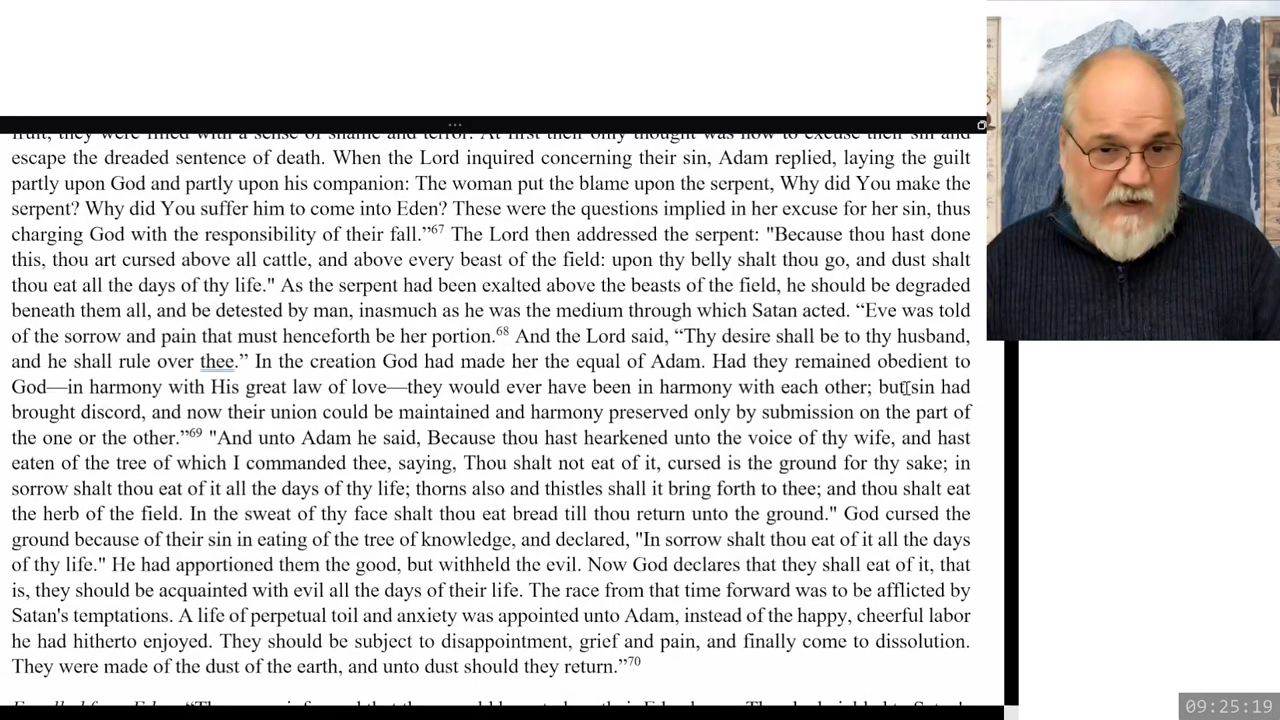 fruit, they were filled with a sense of shame and terror. At first their only thought was how to excuse their sin and
escape the dreaded sentence of death. When the Lord inquired concerning their sin, Adam replied, laying the guilt
partly upon God and partly upon his companion: The woman put the blame upon the serpent, Why did You make the
serpent? Why did You suffer him to come into Eden? These were the questions implied in her excuse for her sin, thus
charging God with the responsibility of their fall.”67 The Lord then addressed the serpent: "Because thou hast done
this, thou art cursed above all cattle, and above every beast of the field: upon thy belly shalt thou go, and dust shalt
thou eat all the days of thy life." As the serpent had been exalted above the beasts of the field, he should be degraded
beneath them all, and be detested by man, inasmuch as he was the medium through which Satan acted. “Eve was told
of the sorrow and pain that must henceforth be her portion.68 And the Lord said, “Thy desire shall be to thy husband,
and he shall rule over thee.” In the creation God had made her the equal of Adam. Had they remained obedient to
God—in harmony with His great law of love—they would ever have been in harmony with each other; but sin had
brought discord, and now their union could be maintained and harmony preserved only by submission on the part of
the one or the other.”69 "And unto Adam he said, Because thou hast hearkened unto the voice of thy wife, and hast
eaten of the tree of which I commanded thee, saying, Thou shalt not eat of it, cursed is the ground for thy sake; in
sorrow shalt thou eat of it all the days of thy life; thorns also and thistles shall it bring forth to thee; and thou shalt eat
the herb of the field. In the sweat of thy face shalt thou eat bread till thou return unto the ground." God cursed the
ground because of their sin in eating of the tree of knowledge, and declared, "In sorrow shalt thou eat of it all the days
of thy life." He had apportioned them the good, but withheld the evil. Now God declares that they shall eat of it, that
is, they should be acquainted with evil all the days of their life. The race from that time forward was to be afflicted by
Satan's temptations. A life of perpetual toil and anxiety was appointed unto Adam, instead of the happy, cheerful labor
he had hitherto enjoyed. They should be subject to disappointment, grief and pain, and finally come to dissolution.
They were made of the dust of the earth, and unto dust should they return.”70
09:25:19